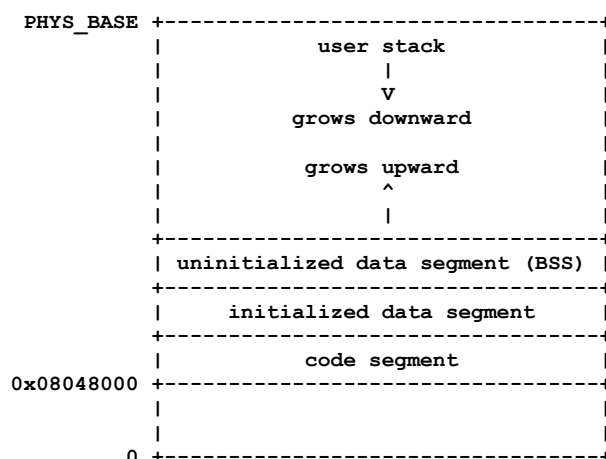 PHYS_BASE +----------------------------------+
          |            user stack            |
          |                 |                |
          |                 V                |
          |          grows downward          |
          |                                  |
          |           grows upward           |
          |                 ^                |
          |                 |                |
          +----------------------------------+
          | uninitialized data segment (BSS) |
          +----------------------------------+
          |     initialized data segment     |
          +----------------------------------+
          |           code segment           |
0x08048000 +----------------------------------+
          |                                  |
          |                                  |
        0 +----------------------------------+